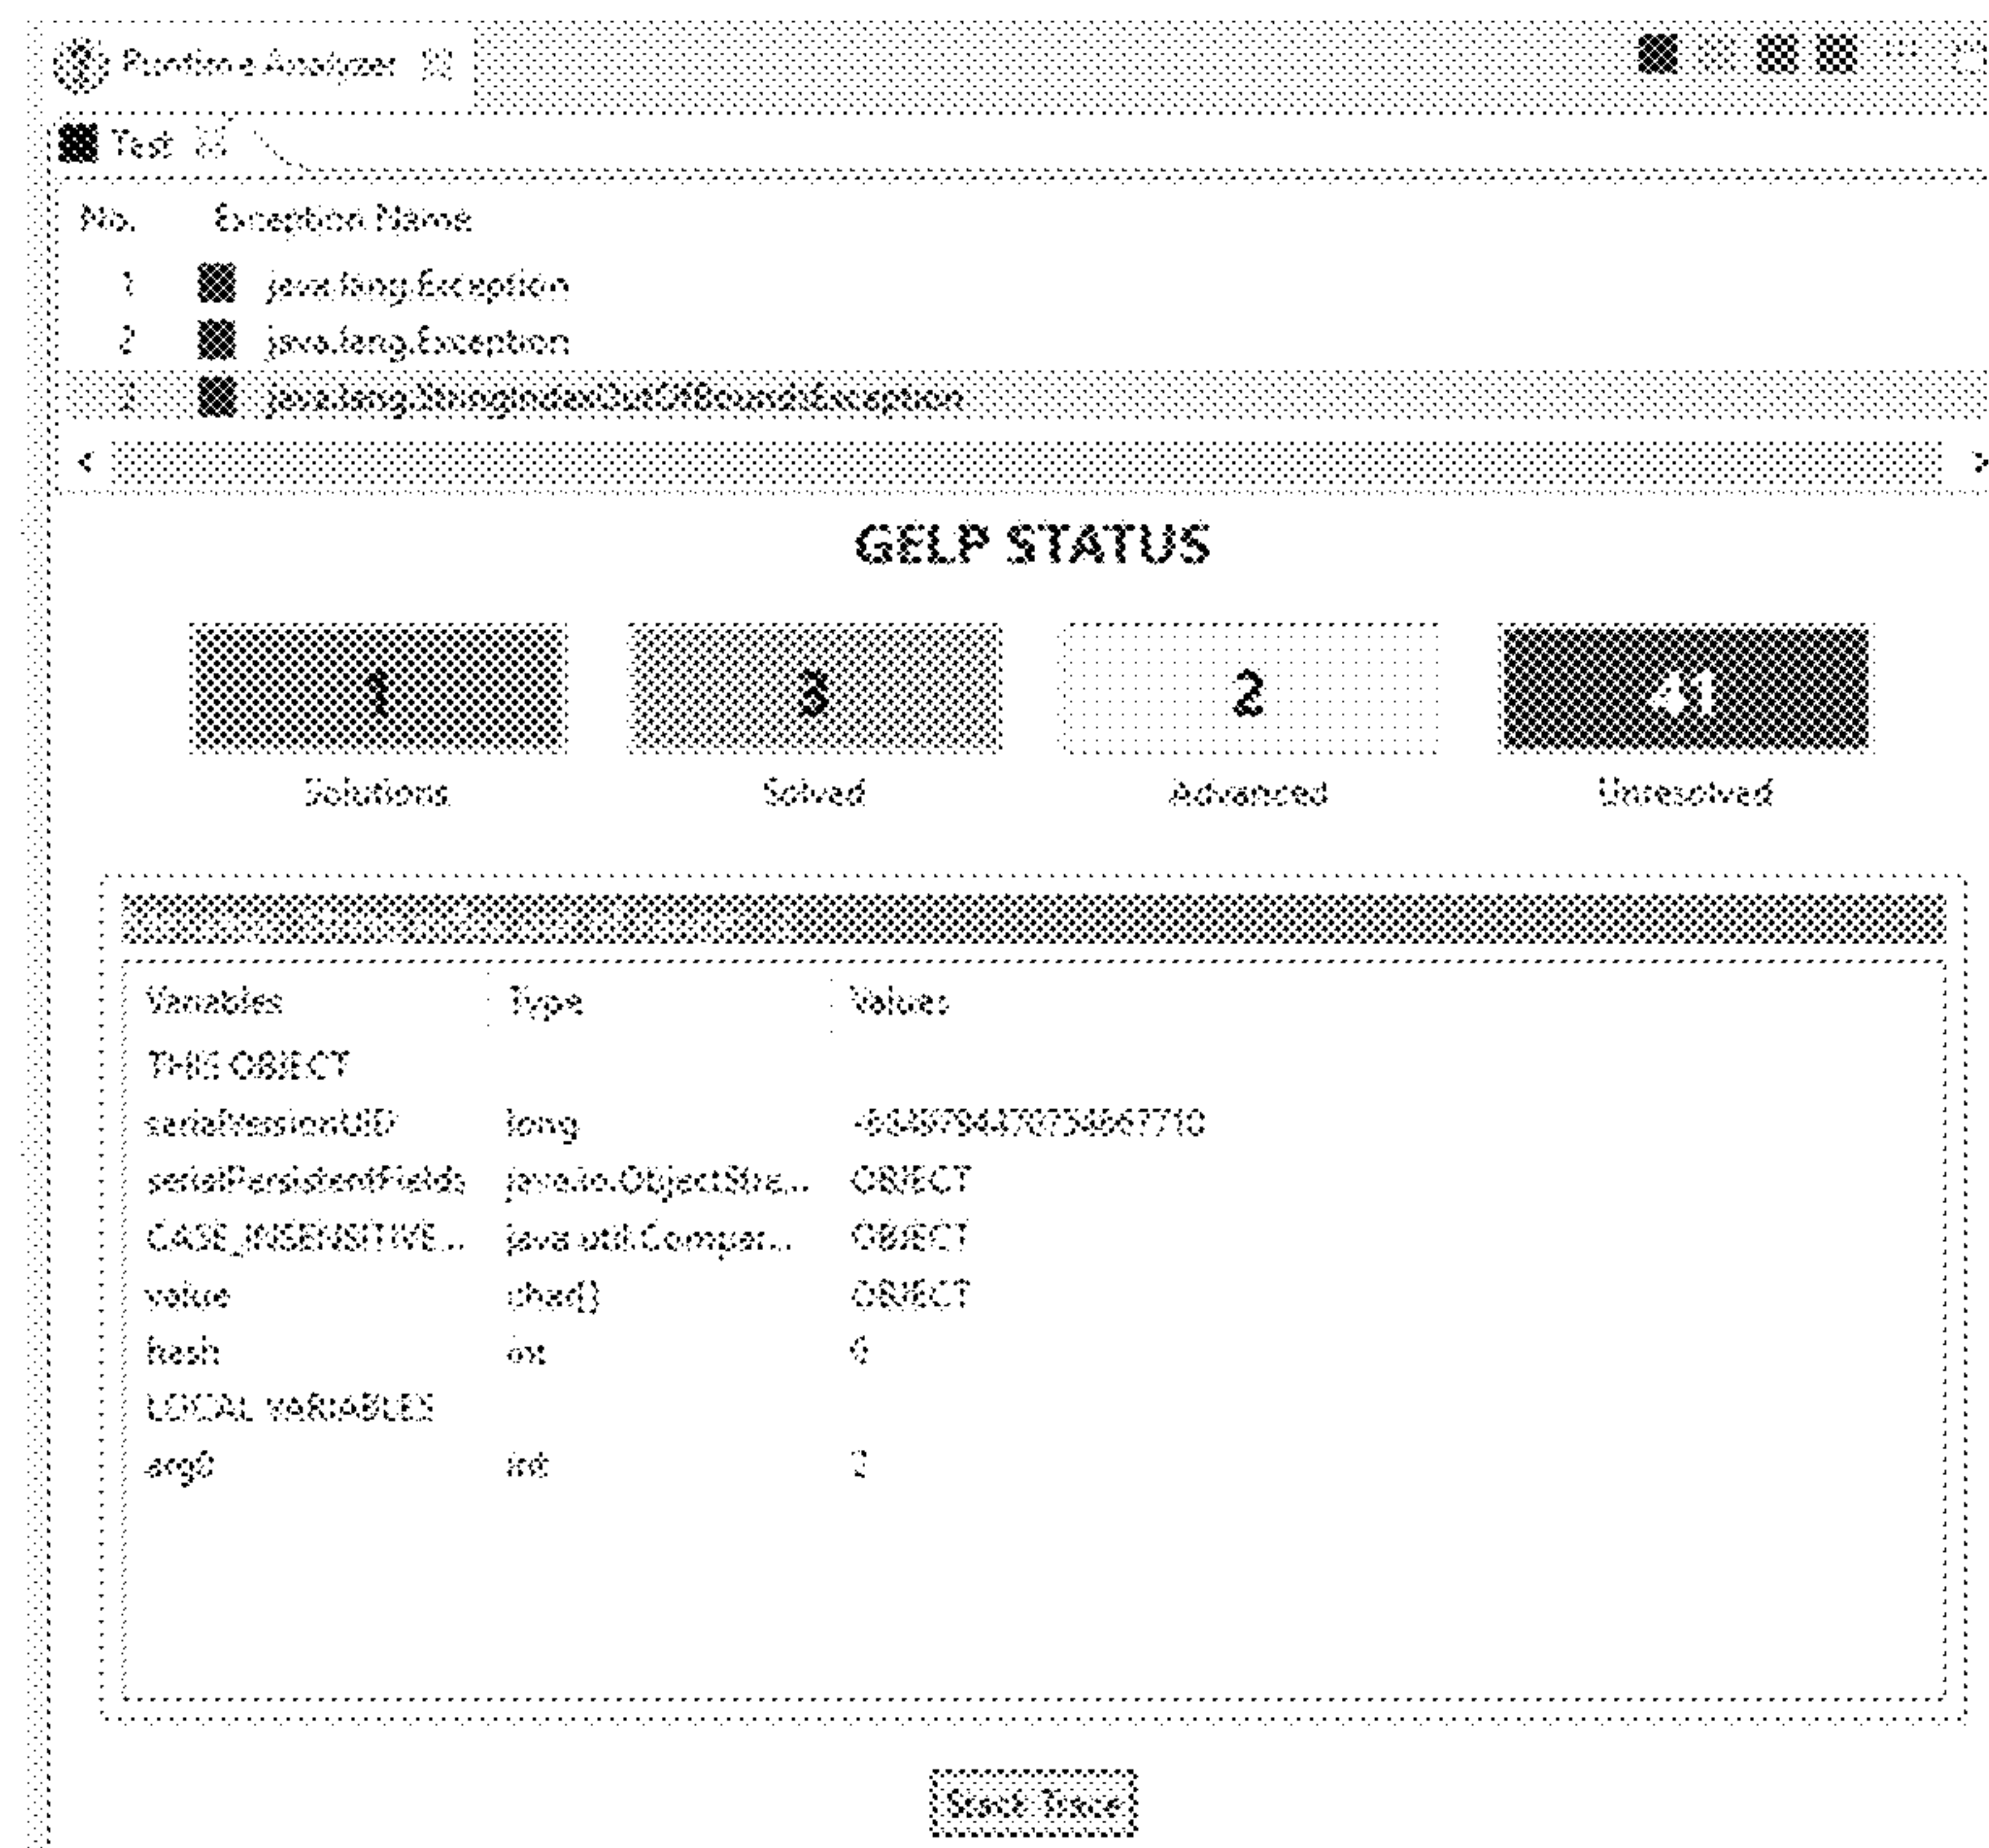 Runtime Analyzer
Test
No. Exception Name
1 java.lang.Exception
2 java.lang.Exception
3 java.lang.StringIndexOutOfBoundsException
< >
GELP STATUS
1 3 2 41
Solutions Solved Advanced Unresolved
Variables Type Values
THIS OBJECT
serialVersionUID long
serialPersistentFields java.io.ObjectStre... OBJECT
CASE_INSENSITIVE... java.util.Compar... OBJECT
value char[] OBJECT
hash int 0
LOCAL VARIABLES
arg0 int
Stack Trace